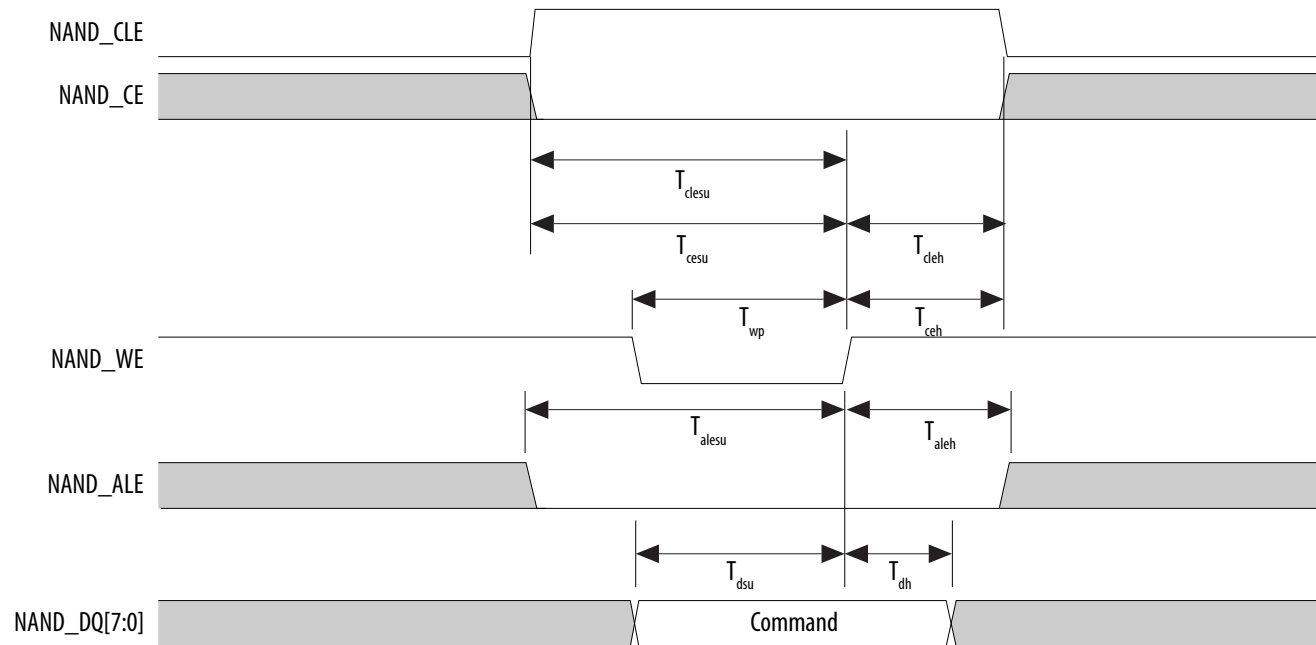 NAND_CLE
NAND_CE
T_clesu
T_cesu T_cleh
T_wp T_ceh
NAND_WE
T_alesu T_aleh
NAND_ALE
T_dsu T_dh
NAND_DQ[7:0] Command